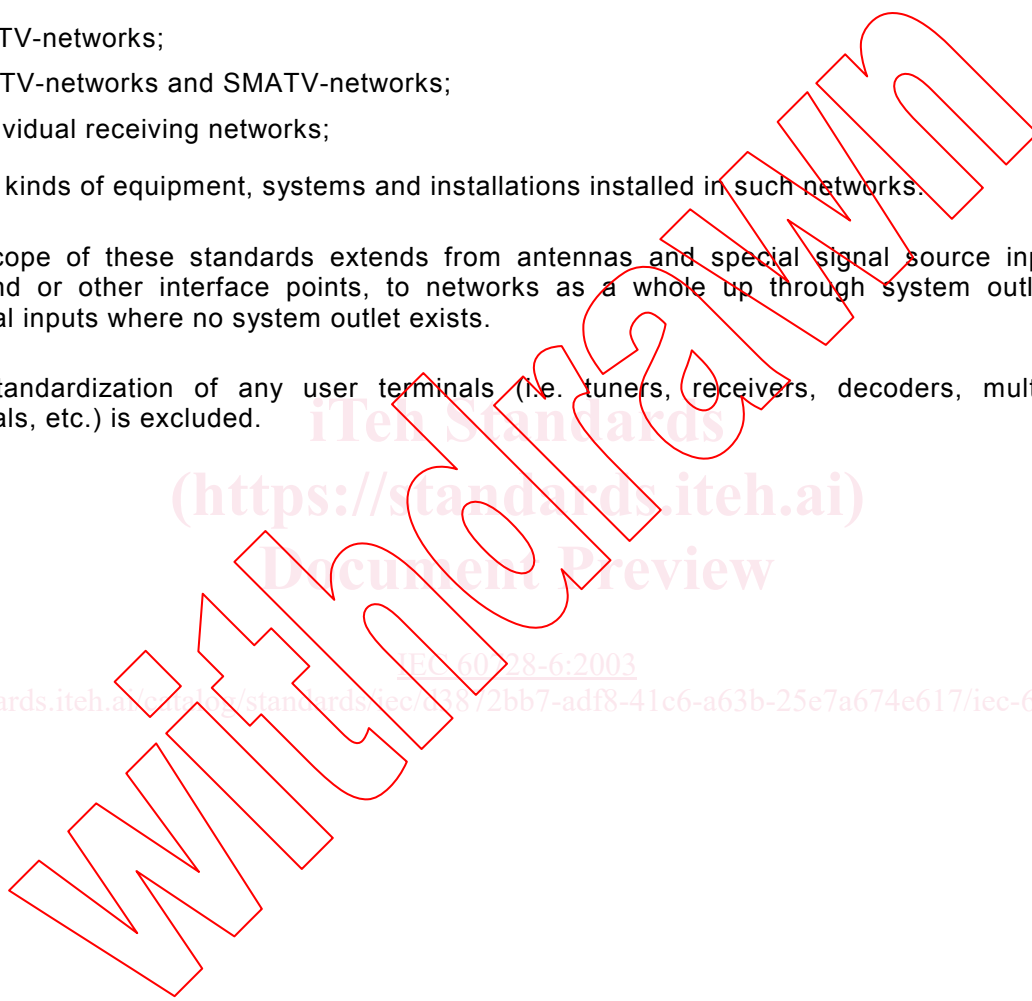 TV-networks;
TV-networks and SMATV-networks;
vidual receiving networks;
kinds of equipment, systems and installations installed in such networks.
cope of these standards extends from antennas and special signal source inp
nd or other interface points, to networks as a whole up through system outl
al inputs where no system outlet exists.
tandardization of any user terminals (i.e. tuners, receivers, decoders, mult
als, etc.) is excluded.
iTeh Standards
(https://standards.iteh.ai)
Document Preview
IEC 60728-6:2003
ards.iteh.ai/catalog/standards/iec/d3872bb7-adf8-41c6-a63b-25e7a674e617/iec-6
withdrawn